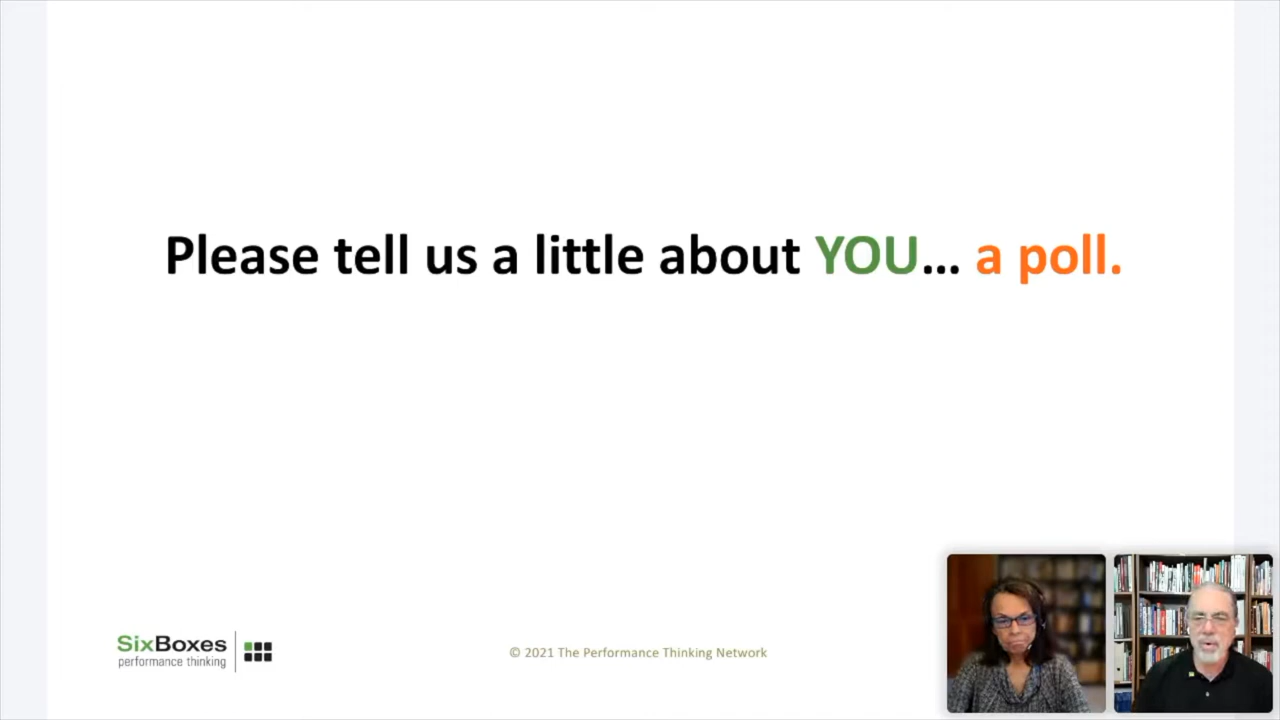 Please tell us a little about YOU... a poll.
SixBoxes
performance thinking
© 2021 The Performance Thinking Network